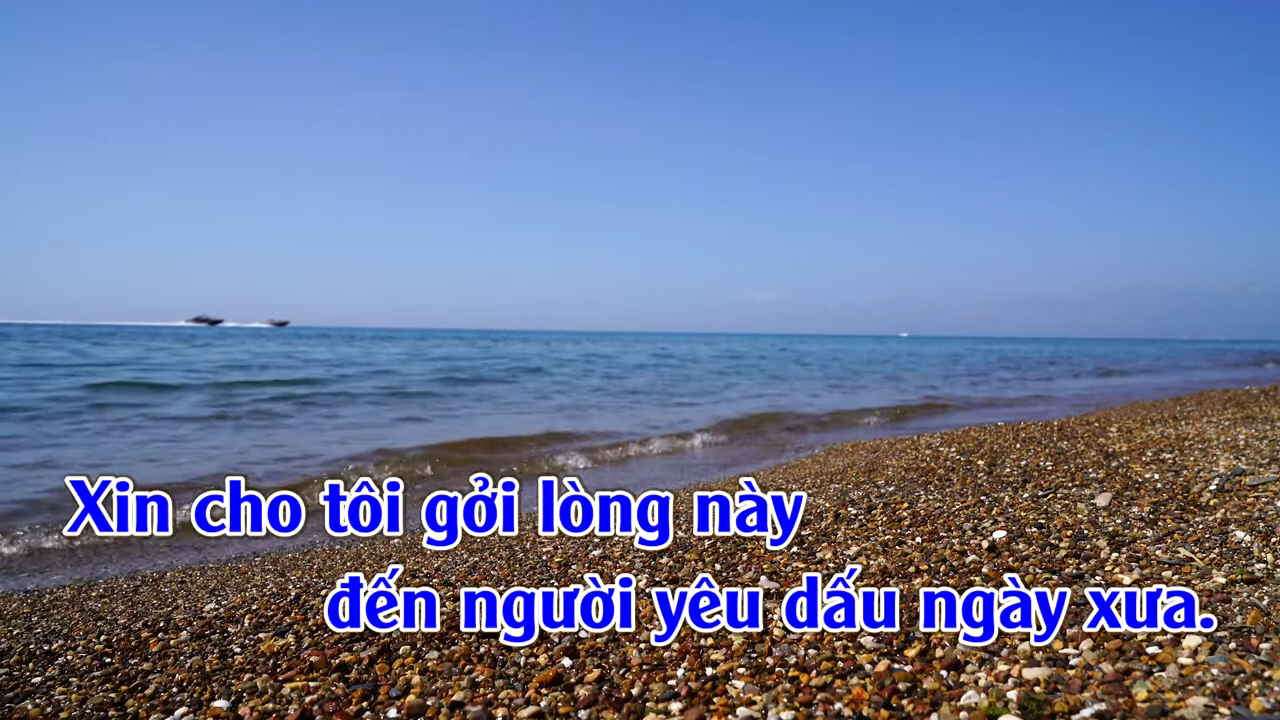 Xin cho tôi gởi lòng này
đến người yêu dấu ngày xưa.